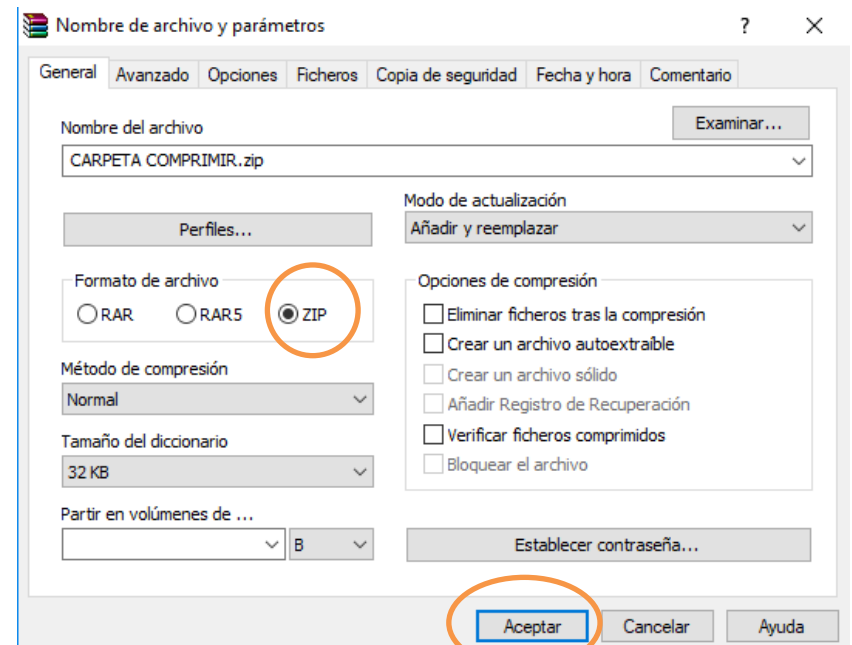 Nombre de archivo y parámetros
?
General Avanzado Opciones Ficheros Copia de seguridad Fecha y hora Comentario
Nombre del archivo
Examinar...
CARPETA COMPRIMIR.zip
Perfiles...
Modo de actualización
Añadir y reemplazar
Formato de archivo
RAR RAR5 ZIP
Método de compresión
Normal
Tamaño del diccionario
32 KB
Partir en volúmenes de ...
B
Opciones de compresión
Eliminar ficheros tras la compresión
Crear un archivo autoextraíble
Crear un archivo sólido
Añadir Registro de Recuperación
Verificar ficheros comprimidos
Bloquear el archivo
Establecer contraseña...
Aceptar Cancelar Ayuda